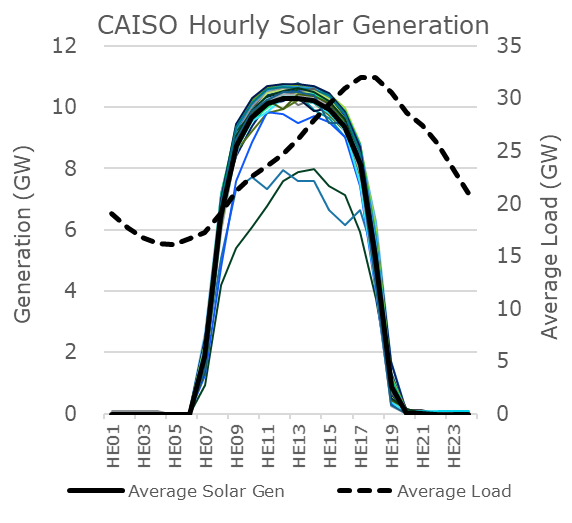 CAISO Hourly Solar Generation
Generation (GW)
12
10
8
6
4
2
0
35
30
25
20
15
10
5
0
Average Load (GW)
HE01
HE03
HE05
HE07
HE09
HE11
HE13
HE15
HE17
HE19
HE21
HE23
Average Solar Gen
Average Load